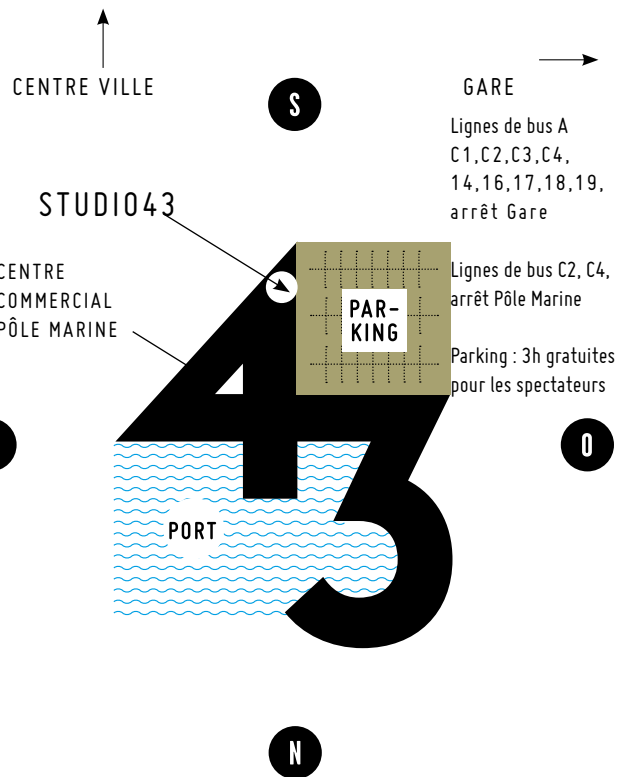 CENTRE VILLE
GARE
S
Lignes de bus A
C1,C2,C3,C4,
14,16,17,18,19,
arrêt Gare
STUDIO43
CENTRE
COMMERCIAL
PÔLE MARINE
Lignes de bus C2, C4,
arrêt Pôle Marine
PAR-
KING
Parking : 3h gratuites
pour les spectateurs
43
O
PORT
N